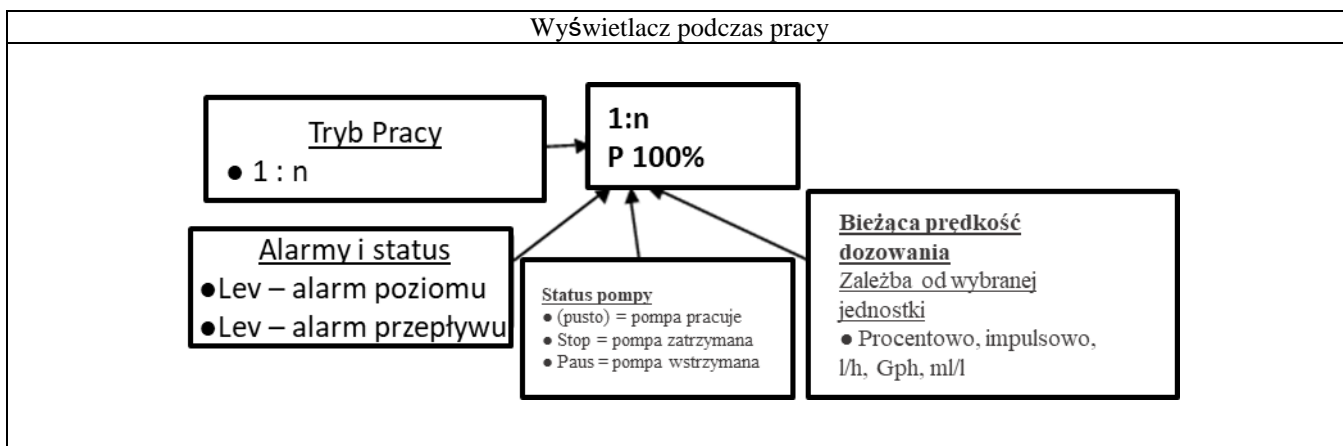 Wyświetlacz podczas pracy
Tryb Pracy
● 1 : n
1:n
P 100%
Alarmy i status
●Lev – alarm poziomu
●Lev – alarm przepływu
Status pompy
● (pusto) = pompa pracuje
● Stop = pompa zatrzymana
● Paus = pompa wstrzymana
Bieżąca prędkość
dozowania
Zależba od wybranej
jednostki
● Procentowo, impulsowo,
l/h, Gph, ml/l